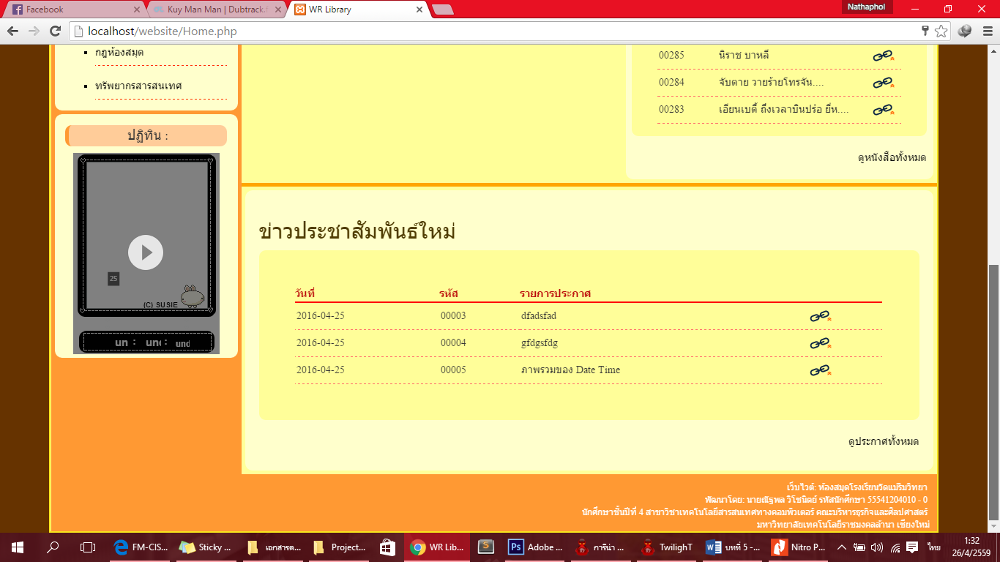 Facebook
Kuy Man Man | Dubtrack.
WR Library
Nathaphol
localhost/website/Home.php
กฎห้องสมุด
ทรัพยากรสารสนเทศ
ปฏิทิน :
25
(C) SUSIE
un : und : und
00285 นิราช บาหลี
00284 จับตาย วายร้ายโทรจัน....
00283 เอียนเบตี้ ถึงเวลาบินปร๋อ ยี่ห....
ดูหนังสือทั้งหมด
ข่าวประชาสัมพันธ์ใหม่
วันที่ รหัส รายการประกาศ
2016-04-25 00003 dfadsfad
2016-04-25 00004 gfdgsfdg
2016-04-25 00005 ภาพรวมของ Date Time
ดูประกาศทั้งหมด
เว็บไวต์: ห้องสมุดโรงเรียนวัดแม่ริมวิทยา
พัฒนาโดย: นายณัฐพล วิโชนิตย์ รหัสนักศึกษา 55541204010 - 0
นักศึกษาชั้นปีที่ 4 สาขาวิชาเทคโนโลยีสารสนเทศทางคอมพิวเตอร์ คณะบริหารธุรกิจและศิลปศาสตร์
มหาวิทยาลัยเทคโนโลยีราชมงคลล้านนา เชียงใหม่
FM-CIS...
Sticky ...
เอกสารด...
Project...
WR Lib...
Adobe ...
การีน่า ...
TwilighT
บทที่ 5 -...
Nitro P...
ไทย
1:32
26/4/2559